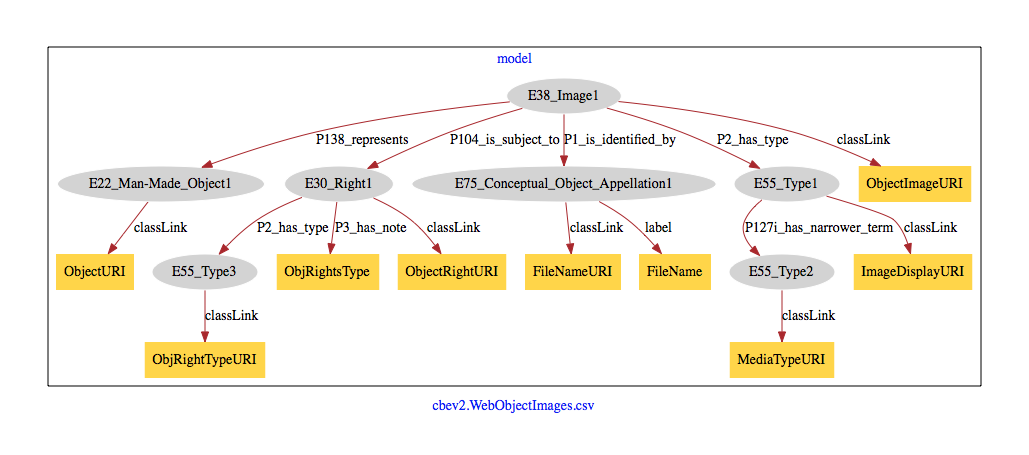 model
E38_Image1
P138_represents
P104_is_subject_to
P1_is_identified_by
P2_has_type
classLink
E22_Man-Made_Object1
E30_Right1
E75_Conceptual_Object_Appellation1
E55_Type1
ObjectImageURI
classLink
P2_has_type
P3_has_note
classLink
classLink
label
P127i_has_narrower_term
classLink
ObjectURI
E55_Type3
ObjRightsType
ObjectRightURI
FileNameURI
FileName
E55_Type2
ImageDisplayURI
classLink
classLink
ObjRightTypeURI
MediaTypeURI
cbev2.WebObjectImages.csv